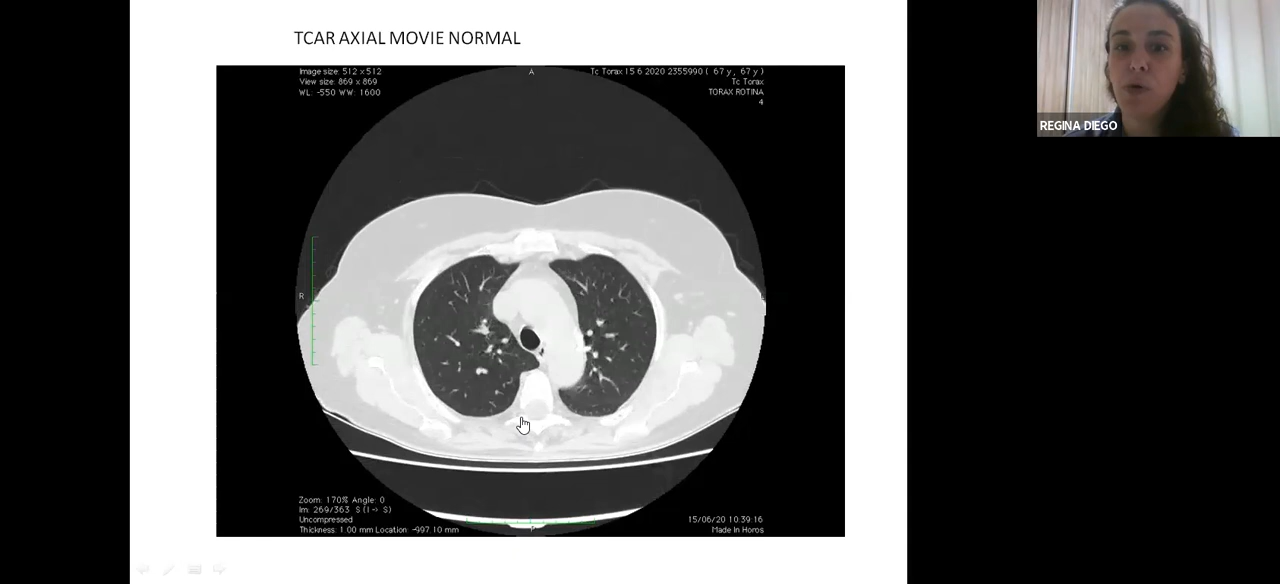 TCAR AXIAL MOVIE NORMAL
Image size: 512 x 512
View size: 869 x 869
WL: -550 WW: 1600
A
Tc Torax 15 6 2020 2355990 ( 67 y , 67 y )
Tc Torax
TORAX ROTINA
4
REGINA DIEGO
R
Zoom: 170% Angle: 0
Im: 269/363 S (I -> S)
Uncompressed
Thickness: 1.00 mm Location: -997.10 mm
15/06/20 10:39:16
Made In Horos